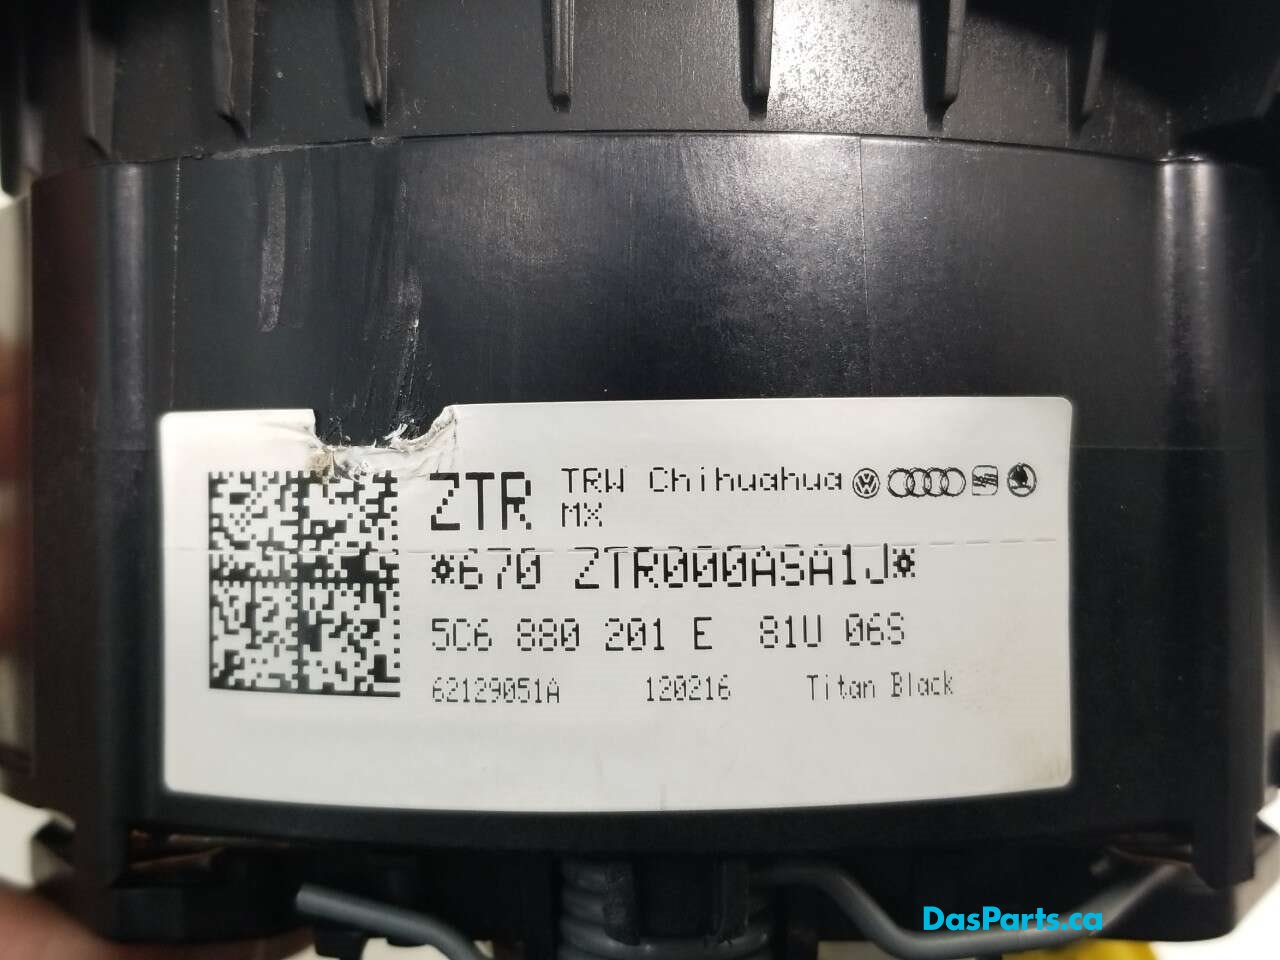 ZTR TRW Chihuahua
MX
*670 ZTR000ASA1J*
5C6 880 201 E 81U 06S
62129051A 120216 Titan Black
DasParts.ca